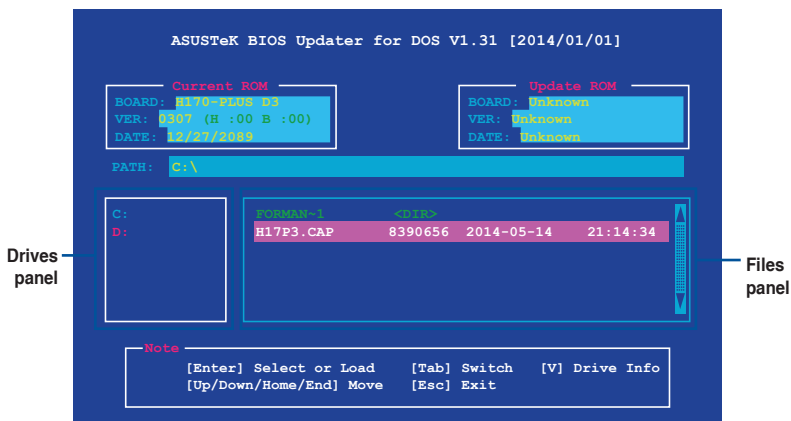 ASUSTeK BIOS Updater for DOS V1.31 [2014/01/01]
Current ROM
BOARD: H170-PLUS D3
VER: 0307 (H :00 B :00)
DATE: 12/27/2089
Update ROM
BOARD: Unknown
VER: Unknown
DATE: Unknown
PATH: C:\
Drives panel
C:
D:
FORMAN~1 <DIR>
H17P3.CAP 8390656 2014-05-14 21:14:34
Files panel
Note
[Enter] Select or Load [Tab] Switch [V] Drive Info
[Up/Down/Home/End] Move [Esc] Exit